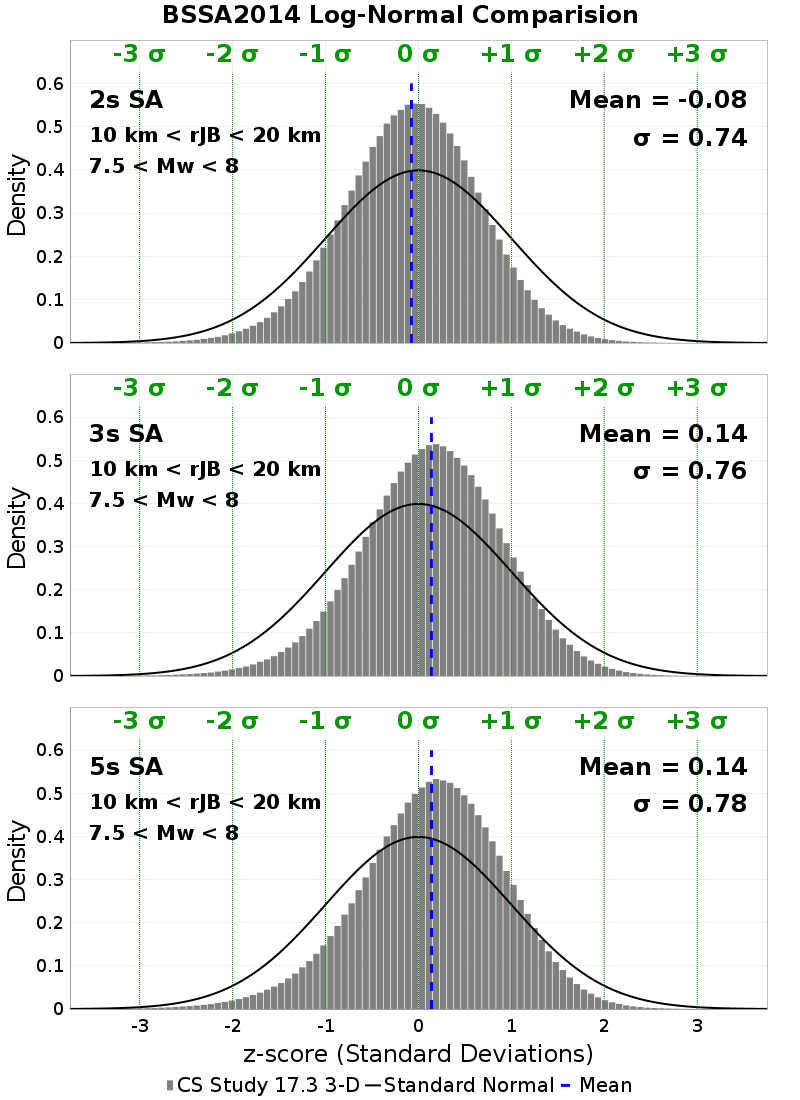 BSSA2014 Log-Normal Comparision
-3 σ -2 σ -1 σ 0 σ +1 σ +2 σ +3 σ
2s SA
10 km < rJB < 20 km
7.5 < Mw < 8
Mean = -0.08
σ = 0.74
Density
0.6
0.5
0.4
0.3
0.2
0.1
0
-3 σ -2 σ -1 σ 0 σ +1 σ +2 σ +3 σ
3s SA
10 km < rJB < 20 km
7.5 < Mw < 8
Mean = 0.14
σ = 0.76
Density
0.6
0.5
0.4
0.3
0.2
0.1
0
-3 σ -2 σ -1 σ 0 σ +1 σ +2 σ +3 σ
5s SA
10 km < rJB < 20 km
7.5 < Mw < 8
Mean = 0.14
σ = 0.78
Density
0.6
0.5
0.4
0.3
0.2
0.1
0
-3 -2 -1 0 1 2 3
z-score (Standard Deviations)
CS Study 17.3 3-D Standard Normal Mean